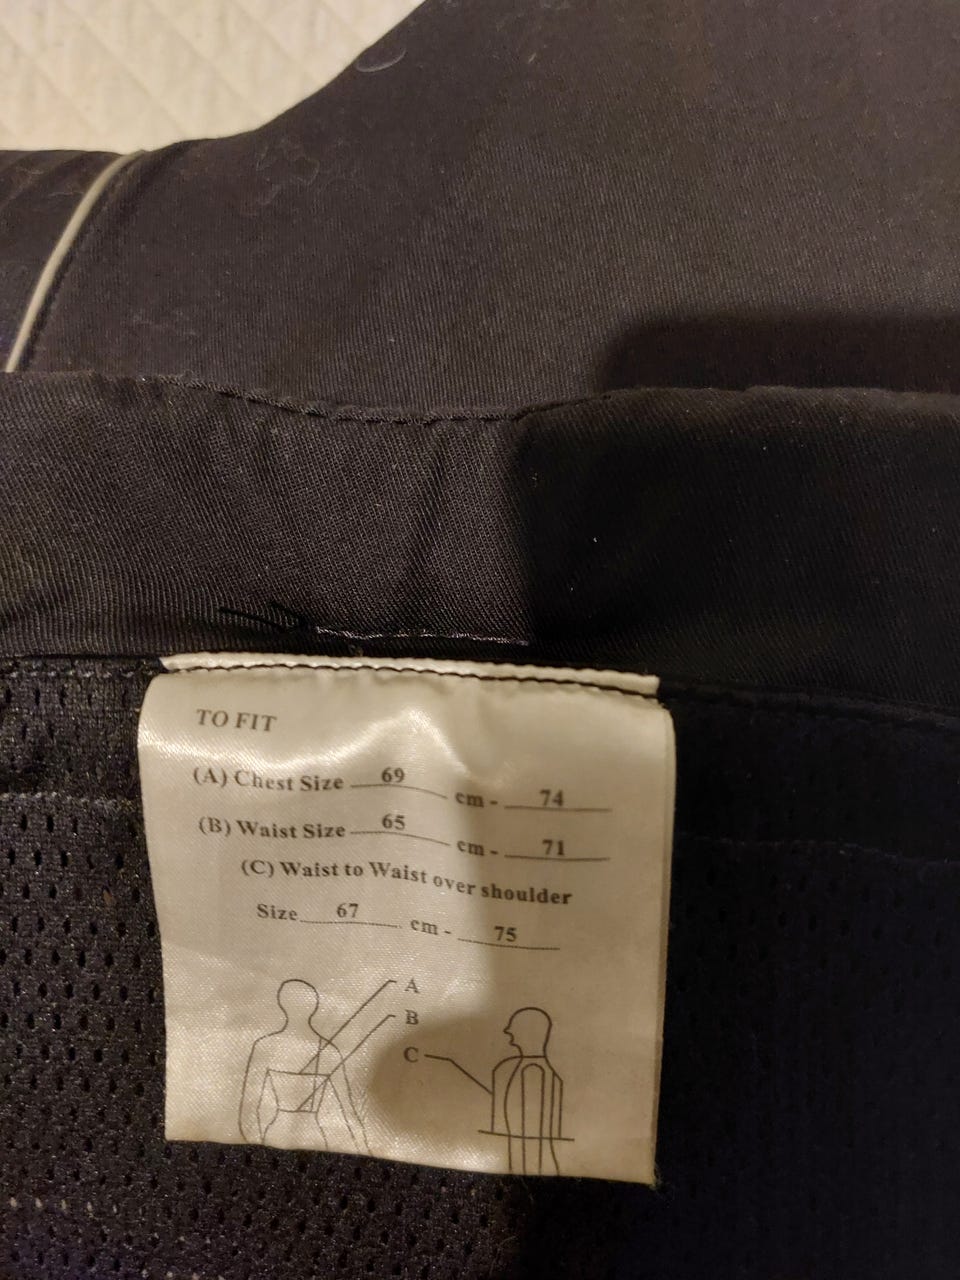 TO FIT
(A) Chest Size 69 cm - 74
(B) Waist Size 65 cm - 71
(C) Waist to Waist over shoulder
Size 67 cm - 75
A
B
C